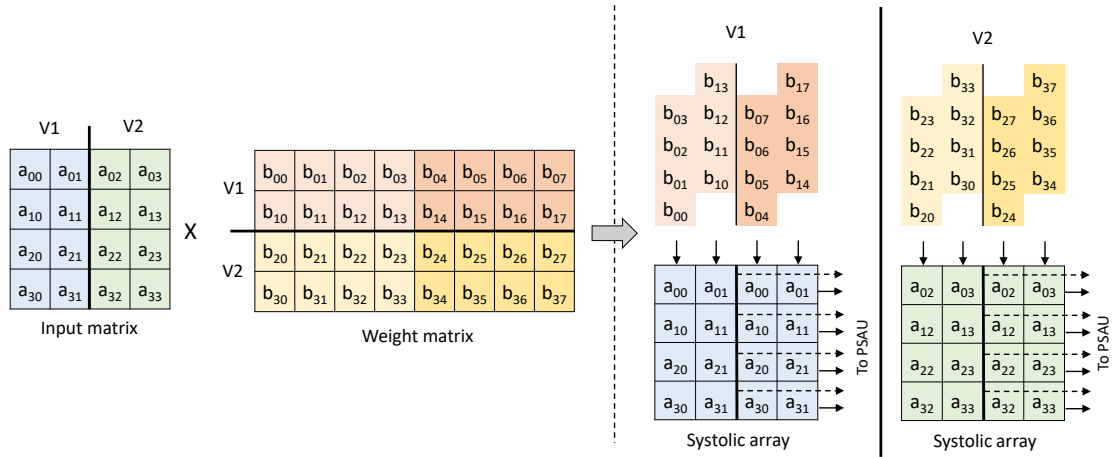 V1 V2
a00 a01 a02 a03
a10 a11 a12 a13
a20 a21 a22 a23
a30 a31 a32 a33
Input matrix
X
V1
V2
b00 b01 b02 b03 b04 b05 b06 b07
b10 b11 b12 b13 b14 b15 b16 b17
b20 b21 b22 b23 b24 b25 b26 b27
b30 b31 b32 b33 b34 b35 b36 b37
Weight matrix
V1
b13 b17
b03 b12 b07 b16
b02 b11 b06 b15
b01 b10 b05 b14
b00 b04
a00 a01 a00 a01
a10 a11 a10 a11
a20 a21 a20 a21
a30 a31 a30 a31
To PSAU
Systolic array
V2
b33 b37
b23 b32 b27 b36
b22 b31 b26 b35
b21 b30 b25 b34
b20 b24
a02 a03 a02 a03
a12 a13 a12 a13
a22 a23 a22 a23
a32 a33 a32 a33
To PSAU
Systolic array